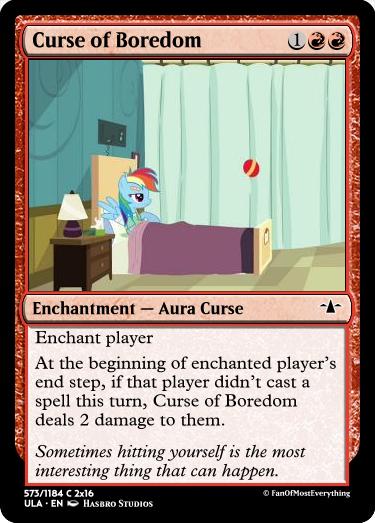 Curse of Boredom 1
Enchantment — Aura Curse
Enchant player
At the beginning of enchanted player's
end step, if that player didn't cast a
spell this turn, Curse of Boredom
deals 2 damage to them.
Sometimes hitting yourself is the most
interesting thing that can happen.
573/1184 C 2x16
ULA • EN Hasbro Studios © FanOfMostEverything